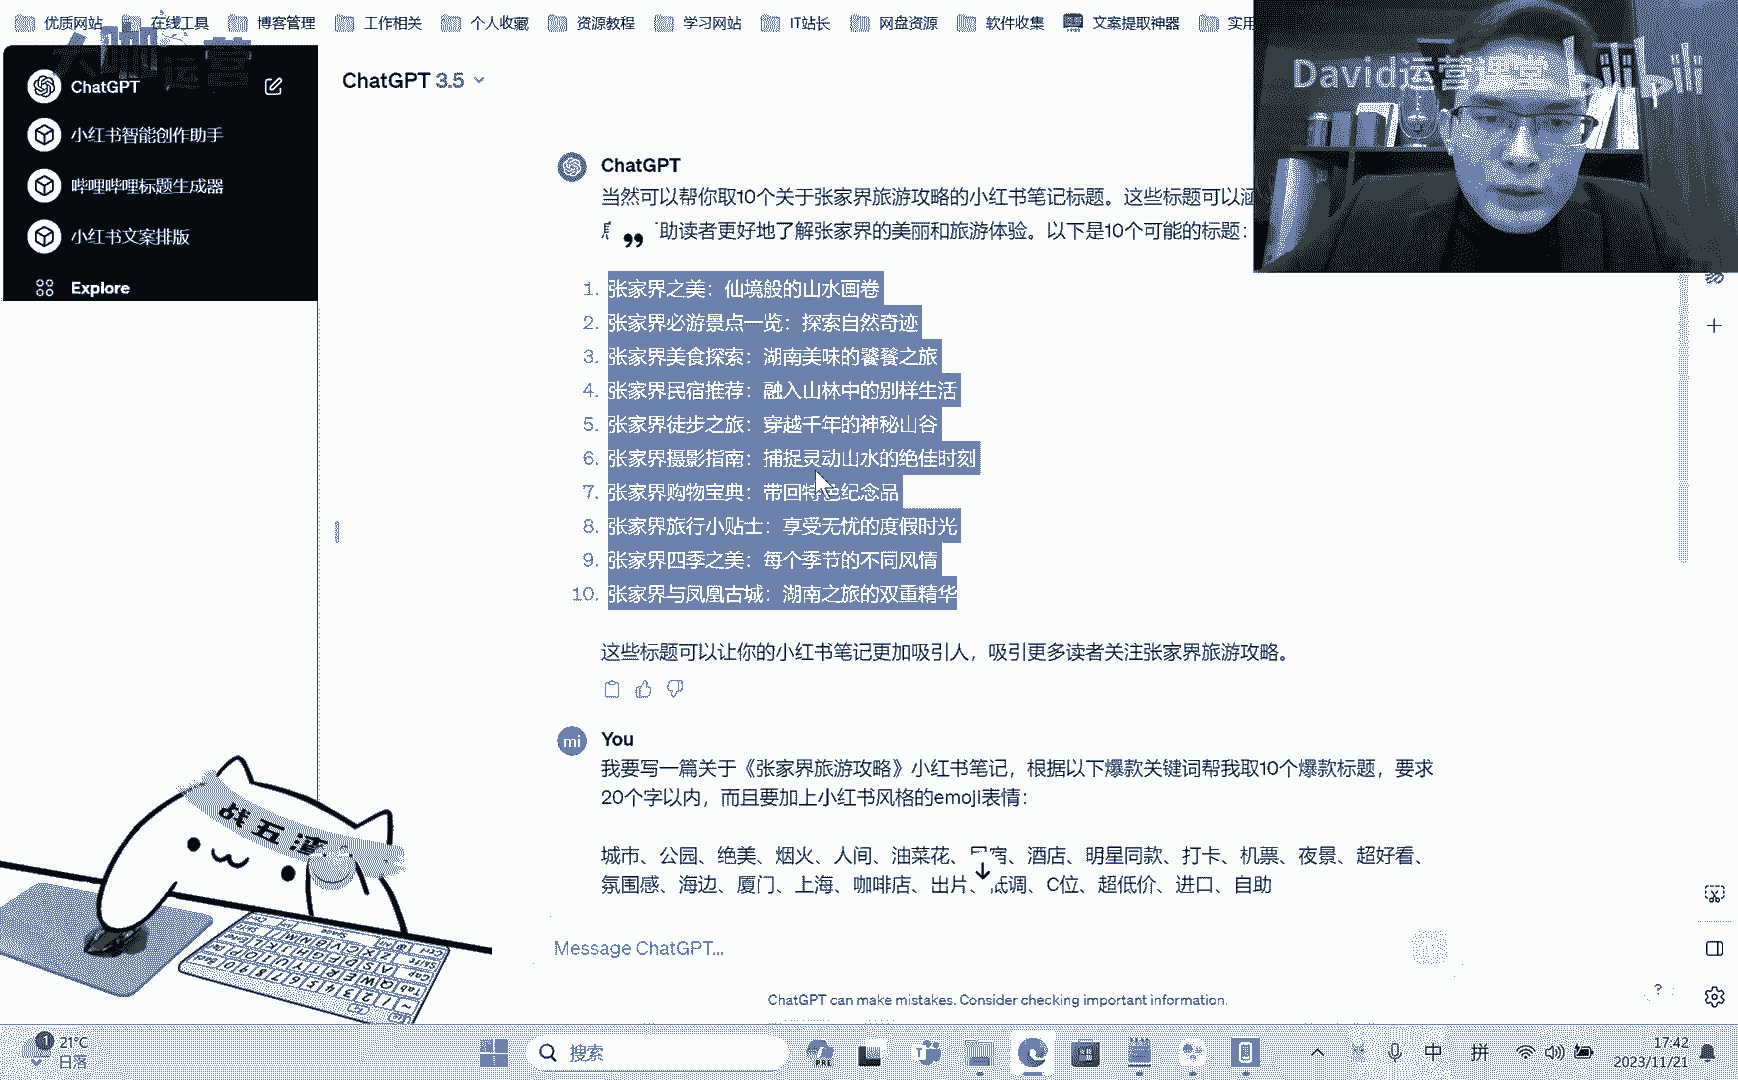 优质网站
在线工具
博客管理
工作相关
个人收藏
资源教程
学习网站
IT站长
网盘资源
软件收集
文案提取神器
实用
运营
David运营课堂
bilibili
ChatGPT
小红书智能创作助手
哔哩哔哩标题生成器
小红书文案排版
Explore
ChatGPT 3.5
ChatGPT
当然可以帮你取10个关于张家界旅游攻略的小红书笔记标题。这些标题可以涵
助读者更好地了解张家界的美丽和旅游体验。以下是10个可能的标题：
1. 张家界之美：仙境般的山水画卷
2. 张家界必游景点一览：探索自然奇迹
3. 张家界美食探索：湖南美味的饕餮之旅
4. 张家界民宿推荐：融入山林中的别样生活
5. 张家界徒步之旅：穿越千年的神秘山谷
6. 张家界摄影指南：捕捉灵动山水的绝佳时刻
7. 张家界购物宝典：带回特色纪念品
8. 张家界旅行小贴士：享受无忧的度假时光
9. 张家界四季之美：每个季节的不同风情
10. 张家界与凤凰古城：湖南之旅的双重精华
这些标题可以让你的小红书笔记更加吸引人，吸引更多读者关注张家界旅游攻略。
mi
You
我要写一篇关于《张家界旅游攻略》小红书笔记，根据以下爆款关键词帮我取10个爆款标题，要求
20个字以内，而且要加上小红书风格的emoji表情：
城市、公园、绝美、烟火、人间、油菜花、民宿、酒店、明星同款、打卡、机票、夜景、超好看、
氛围感、海边、厦门、上海、咖啡店、出片、低调、C位、超低价、进口、自助
Message ChatGPT...
ChatGPT can make mistakes. Consider checking important information.
?
战五渣
1
21°C
日落
搜索
PRE
中
拼
17:42
2023/11/21